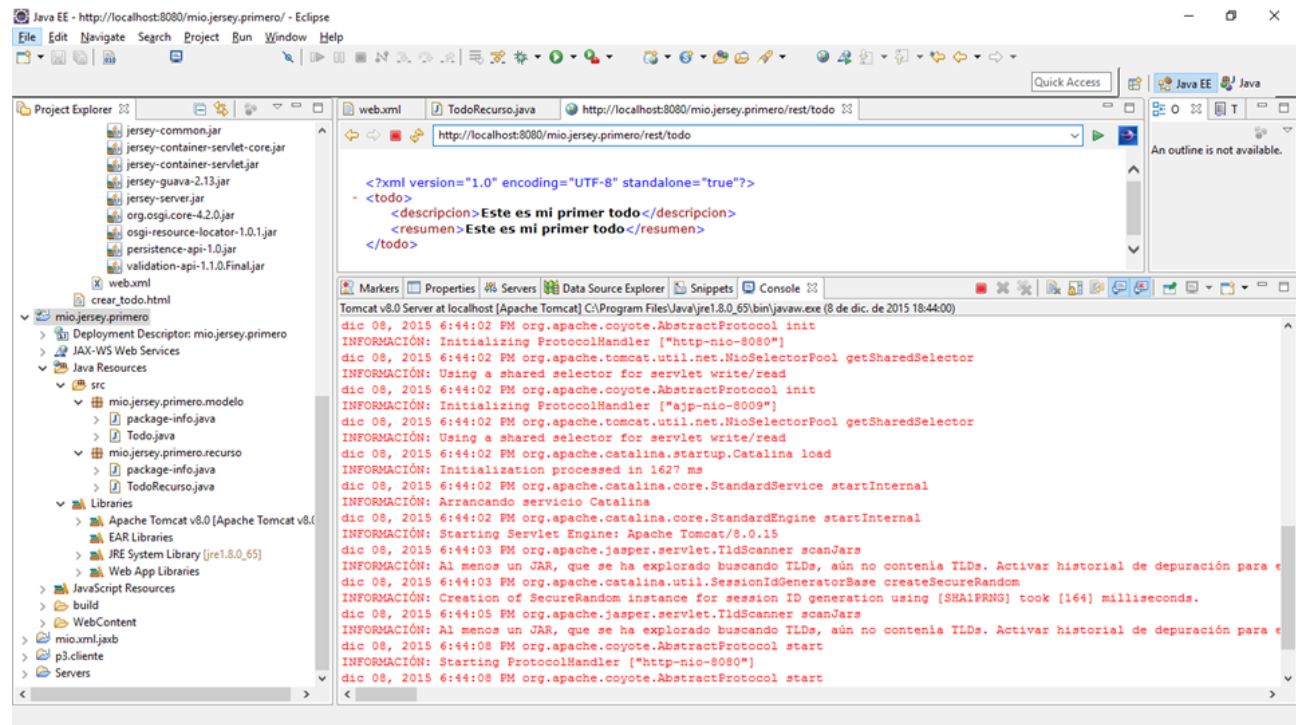 Java EE - http://localhost:8080/mio.jersey.primero/ - Eclipse
File Edit Navigate Search Project Run Window Help
Quick Access
Java EE
Java
Project Explorer
jersey-common.jar
jersey-container-servlet-core.jar
jersey-container-servlet.jar
jersey-guava-2.13.jar
jersey-server.jar
org.osgi.core-4.2.0.jar
osgi-resource-locator-1.0.1.jar
persistence-api-1.0.jar
validation-api-1.1.0.Final.jar
web.xml
crear_todo.html
mio.jersey.primero
Deployment Descriptor: mio.jersey.primero
JAX-WS Web Services
Java Resources
src
mio.jersey.primero.modelo
package-info.java
Todo.java
mio.jersey.primero.recurso
package-info.java
TodoRecurso.java
Libraries
Apache Tomcat v8.0 [Apache Tomcat v8.(
EAR Libraries
JRE System Library [jre1.8.0_65]
Web App Libraries
JavaScript Resources
build
WebContent
mio.xml.jaxb
p3.cliente
Servers
web.xml
TodoRecurso.java
http://localhost:8080/mio.jersey.primero/rest/todo
http://localhost:8080/mio.jersey.primero/rest/todo
<?xml version="1.0" encoding="UTF-8" standalone="true"?>
- <todo>
<descripcion>Este es mi primer todo</descripcion>
<resumen>Este es mi primer todo</resumen>
</todo>
O
T
An outline is not available.
Markers Properties Servers Data Source Explorer Snippets Console
Tomcat v8.0 Server at localhost [Apache Tomcat] C:\Program Files\Java\jre1.8.0_65\bin\javaw.exe (8 de dic. de 2015 18:44:00)
dic 08, 2015 6:44:02 PM org.apache.coyote.AbstractProtocol init
INFORMACIÓN: Initializing ProtocolHandler ["http-nio-8080"]
dic 08, 2015 6:44:02 PM org.apache.tomcat.util.net.NioSelectorPool getSharedSelector
INFORMACIÓN: Using a shared selector for servlet write/read
dic 08, 2015 6:44:02 PM org.apache.coyote.AbstractProtocol init
INFORMACIÓN: Initializing ProtocolHandler ["ajp-nio-8009"]
dic 08, 2015 6:44:02 PM org.apache.tomcat.util.net.NioSelectorPool getSharedSelector
INFORMACIÓN: Using a shared selector for servlet write/read
dic 08, 2015 6:44:02 PM org.apache.catalina.startup.Catalina load
INFORMACIÓN: Initialization processed in 1627 ms
dic 08, 2015 6:44:02 PM org.apache.catalina.core.StandardService startInternal
INFORMACIÓN: Arrancando servicio Catalina
dic 08, 2015 6:44:02 PM org.apache.catalina.core.StandardEngine startInternal
INFORMACIÓN: Starting Servlet Engine: Apache Tomcat/8.0.15
dic 08, 2015 6:44:03 PM org.apache.jasper.servlet.TldScanner scanJars
INFORMACIÓN: Al menos un JAR, que se ha explorado buscando TLDs, aún no contenía TLDs. Activar historial de depuración para e
dic 08, 2015 6:44:03 PM org.apache.catalina.util.SessionIdGeneratorBase createSecureRandom
INFORMACIÓN: Creation of SecureRandom instance for session ID generation using [SHA1PRNG] took [164] milliseconds.
dic 08, 2015 6:44:05 PM org.apache.jasper.servlet.TldScanner scanJars
INFORMACIÓN: Al menos un JAR, que se ha explorado buscando TLDs, aún no contenía TLDs. Activar historial de depuración para e
dic 08, 2015 6:44:08 PM org.apache.coyote.AbstractProtocol start
INFORMACIÓN: Starting ProtocolHandler ["http-nio-8080"]
dic 08, 2015 6:44:08 PM org.apache.coyote.AbstractProtocol start